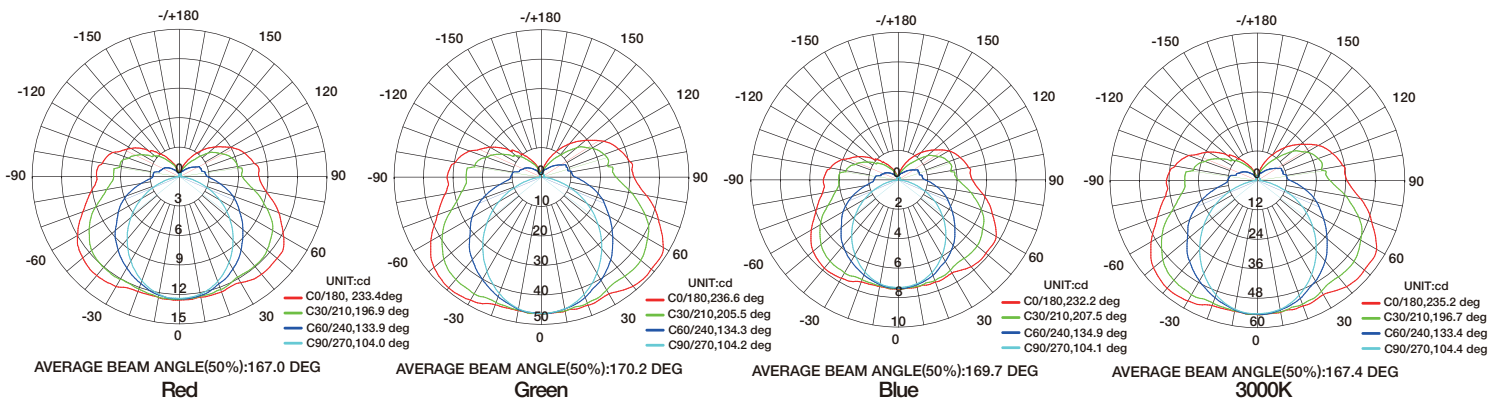 -/+180
-150
150
-120
120
-90
90
-60
60
-30
30
0
0
3
6
9
12
15
UNIT:cd
C0/180, 233.4deg
C30/210,196.9 deg
C60/240,133.9 deg
C90/270,104.0 deg
AVERAGE BEAM ANGLE(50%):167.0 DEG
Red
-/+180
-150
150
-120
120
-90
90
-60
60
-30
30
0
0
10
20
30
40
50
UNIT:cd
C0/180,236.6 deg
C30/210,205.5 deg
C60/240,134.3 deg
C90/270,104.2 deg
AVERAGE BEAM ANGLE(50%):170.2 DEG
Green
-/+180
-150
150
-120
120
-90
90
-60
60
-30
30
0
0
2
4
6
8
10
UNIT:cd
C0/180,232.2 deg
C30/210,207.5 deg
C60/240,134.9 deg
C90/270,104.1 deg
AVERAGE BEAM ANGLE(50%):169.7 DEG
Blue
-/+180
-150
150
-120
120
-90
90
-60
60
-30
30
0
0
12
24
36
48
60
UNIT:cd
C0/180,235.2 deg
C30/210,196.7 deg
C60/240,133.4 deg
C90/270,104.4 deg
AVERAGE BEAM ANGLE(50%):167.4 DEG
3000K